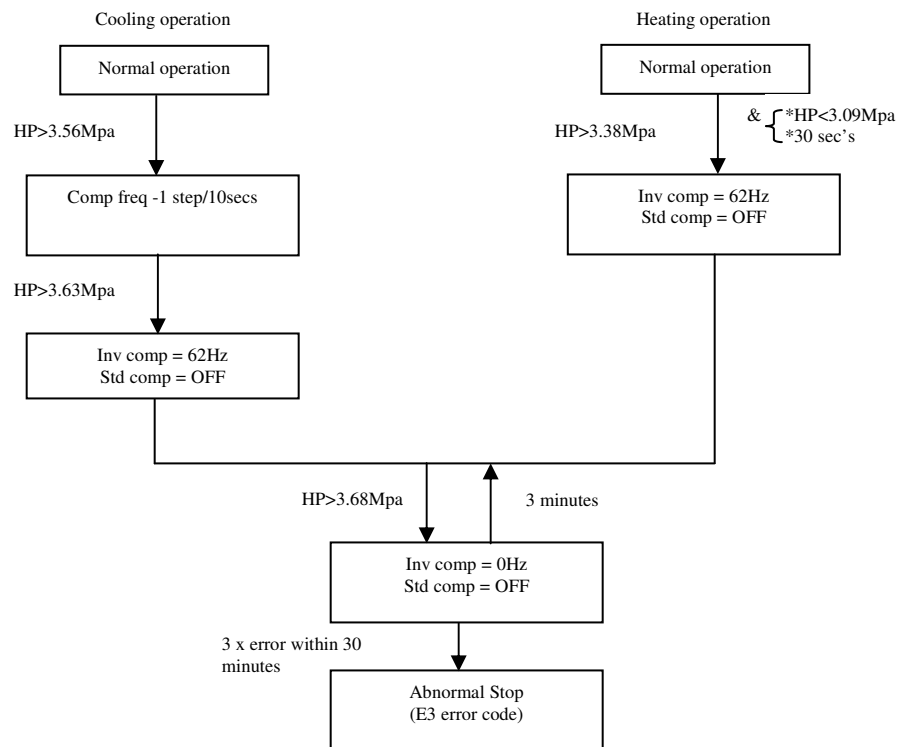 Cooling operation
Heating operation
Normal operation
Normal operation
HP>3.56Mpa
HP>3.38Mpa
& *HP<3.09Mpa
*30 sec's
Comp freq -1 step/10secs
Inv comp = 62Hz
Std comp = OFF
HP>3.63Mpa
Inv comp = 62Hz
Std comp = OFF
HP>3.68Mpa
3 minutes
Inv comp = 0Hz
Std comp = OFF
3 x error within 30
minutes
Abnormal Stop
(E3 error code)